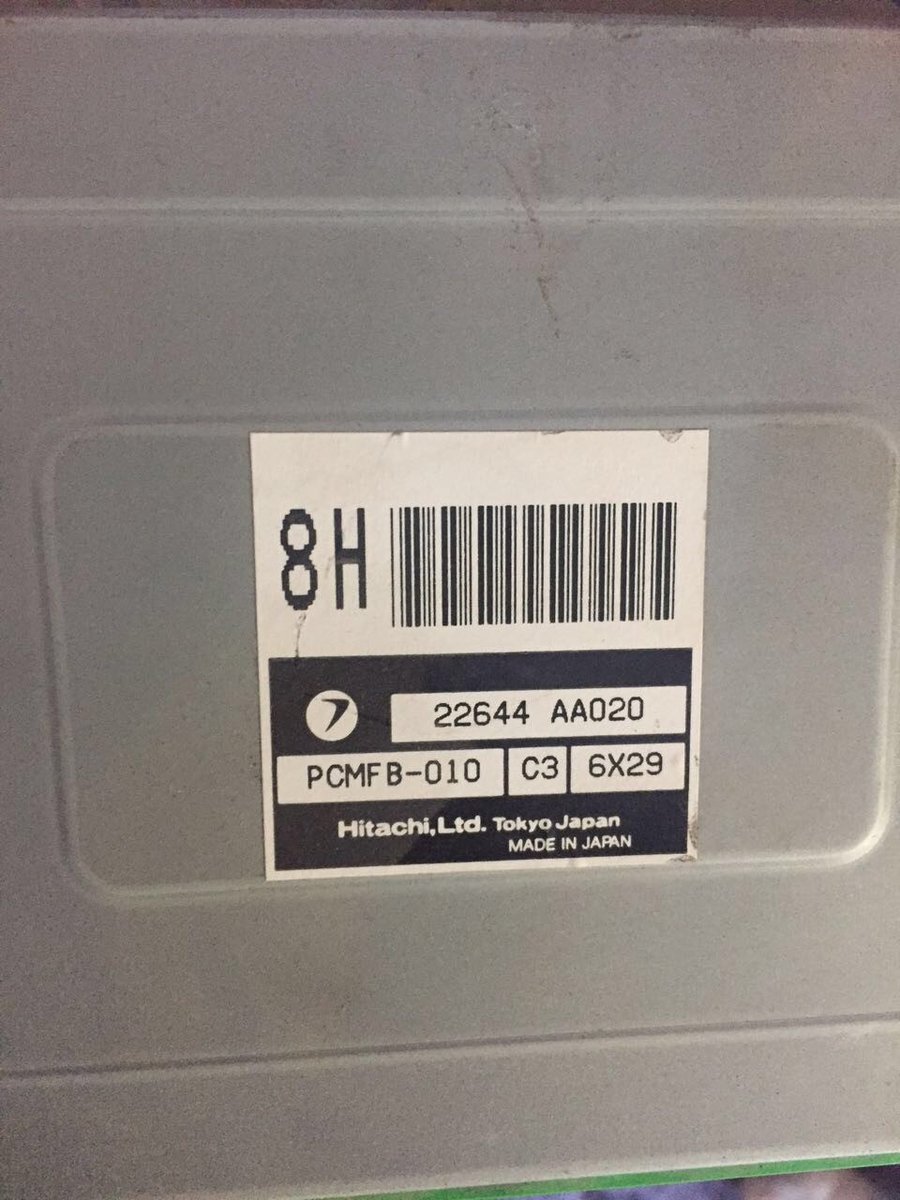 8H
22644 AA020
PCMFB-010 C3 6X29
Hitachi,Ltd. Tokyo Japan
MADE IN JAPAN